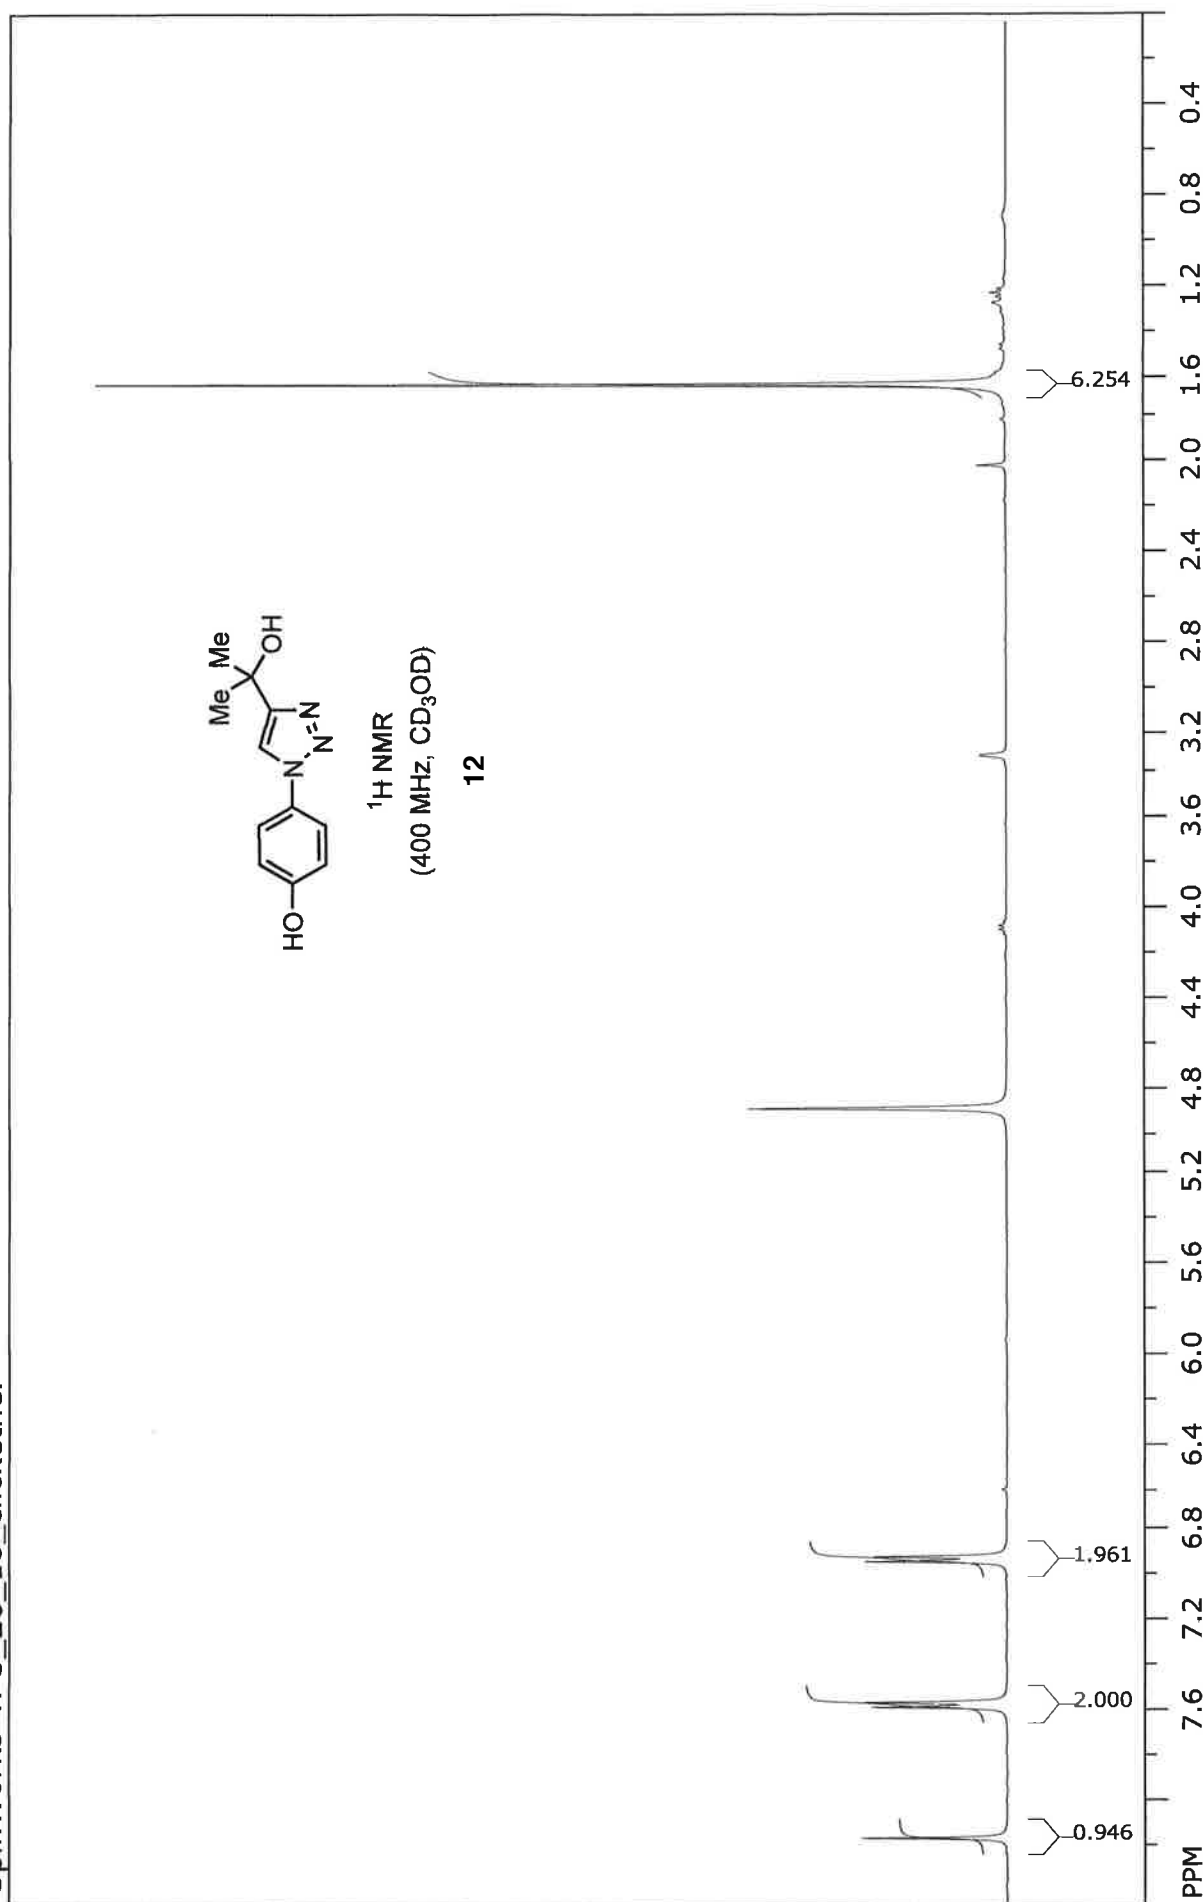 Me Me
OH
HO
N
N
N
¹H NMR
(400 MHz, CD₃OD)
12
0.946
2.000
1.961
6.254
PPM 7.6 7.2 6.8 6.4 6.0 5.6 5.2 4.8 4.4 4.0 3.6 3.2 2.8 2.4 2.0 1.6 1.2 0.8 0.4